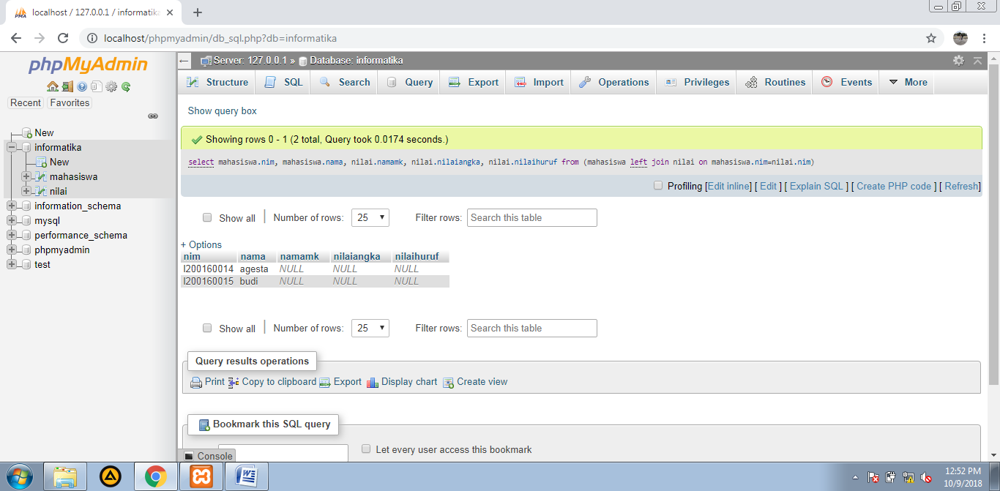 localhost / 127.0.0.1 / informatika
localhost/phpmyadmin/db_sql.php?db=informatika
phpMyAdmin
Recent Favorites
New
informatika
New
mahasiswa
nilai
information_schema
mysql
performance_schema
phpmyadmin
test
Server: 127.0.0.1 » Database: informatika
Structure SQL Search Query Export Import Operations Privileges Routines Events More
Show query box
Showing rows 0 - 1 (2 total, Query took 0.0174 seconds.)
select mahasiswa.nim, mahasiswa.nama, nilai.namamk, nilai.nilaiangka, nilai.nilaihuruf from (mahasiswa left join nilai on mahasiswa.nim=nilai.nim)
Profiling [Edit inline] [ Edit ] [ Explain SQL ] [ Create PHP code ] [ Refresh]
Show all | Number of rows: 25 Filter rows: Search this table
+ Options
nim nama namamk nilaiangka nilaihuruf
l200160014 agesta NULL NULL NULL
l200160015 budi NULL NULL NULL
Show all | Number of rows: 25 Filter rows: Search this table
Query results operations
Print Copy to clipboard Export Display chart Create view
Bookmark this SQL query
Let every user access this bookmark
Console
12:52 PM
10/9/2018